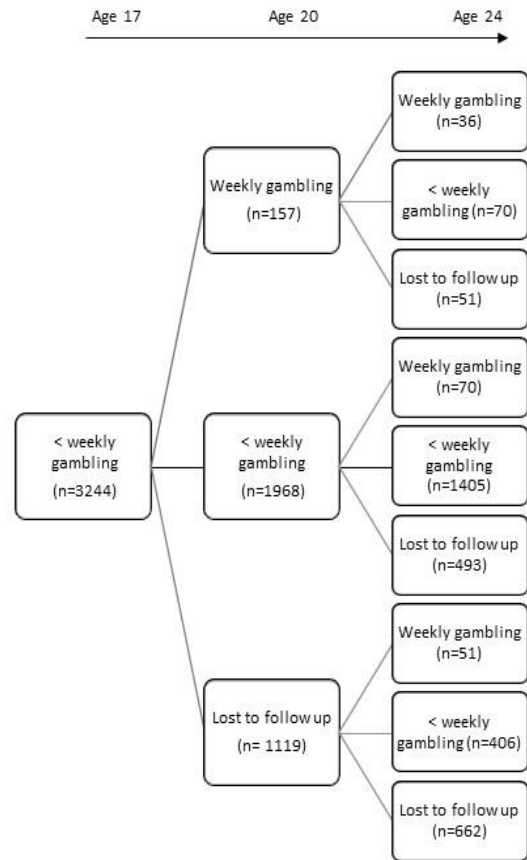 Age 17 Age 20 Age 24
Weekly gambling
(n=36)
Weekly gambling
(n=157)
< weekly
gambling (n=70)
Lost to follow up
(n=51)
Weekly gambling
(n=70)
< weekly
gambling
(n=3244)
< weekly
gambling
(n=1968)
< weekly
gambling
(n=1405)
Lost to follow up
(n=493)
Weekly gambling
(n=51)
Lost to follow up
(n= 1119)
< weekly
gambling (n=406)
Lost to follow up
(n=662)